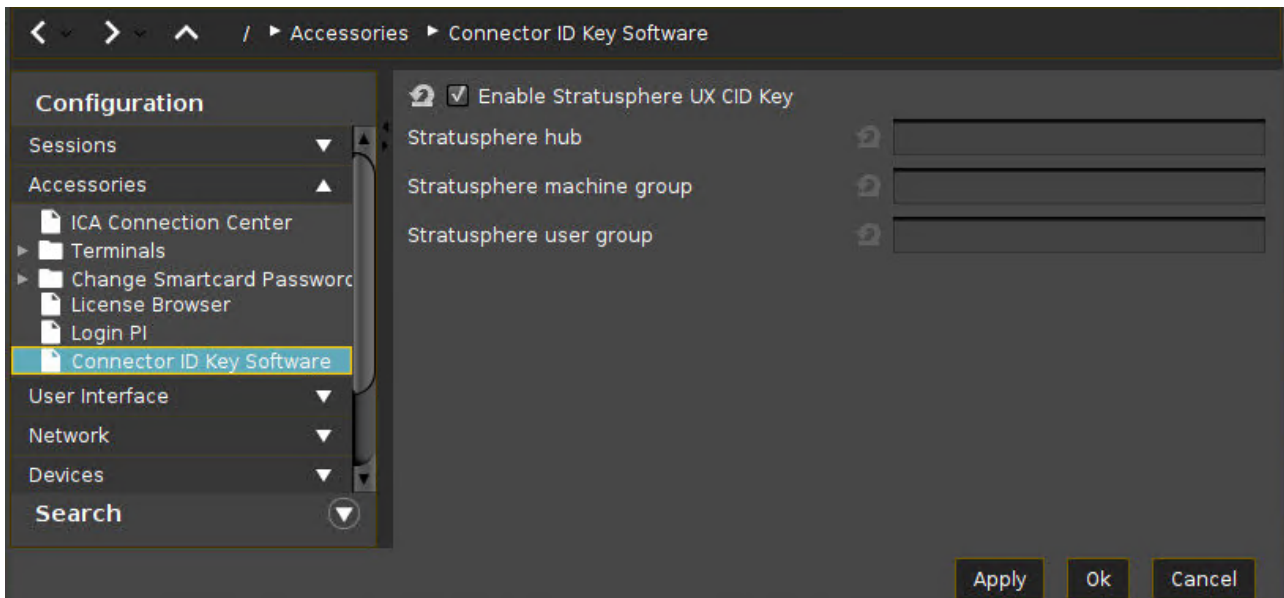 / Accessories Connector ID Key Software
Configuration
Sessions
Accessories
ICA Connection Center
Terminals
Change Smartcard Password
License Browser
Login PI
Connector ID Key Software
User Interface
Network
Devices
Search
Enable Stratusphere UX CID Key
Stratusphere hub
Stratusphere machine group
Stratusphere user group
Apply Ok Cancel